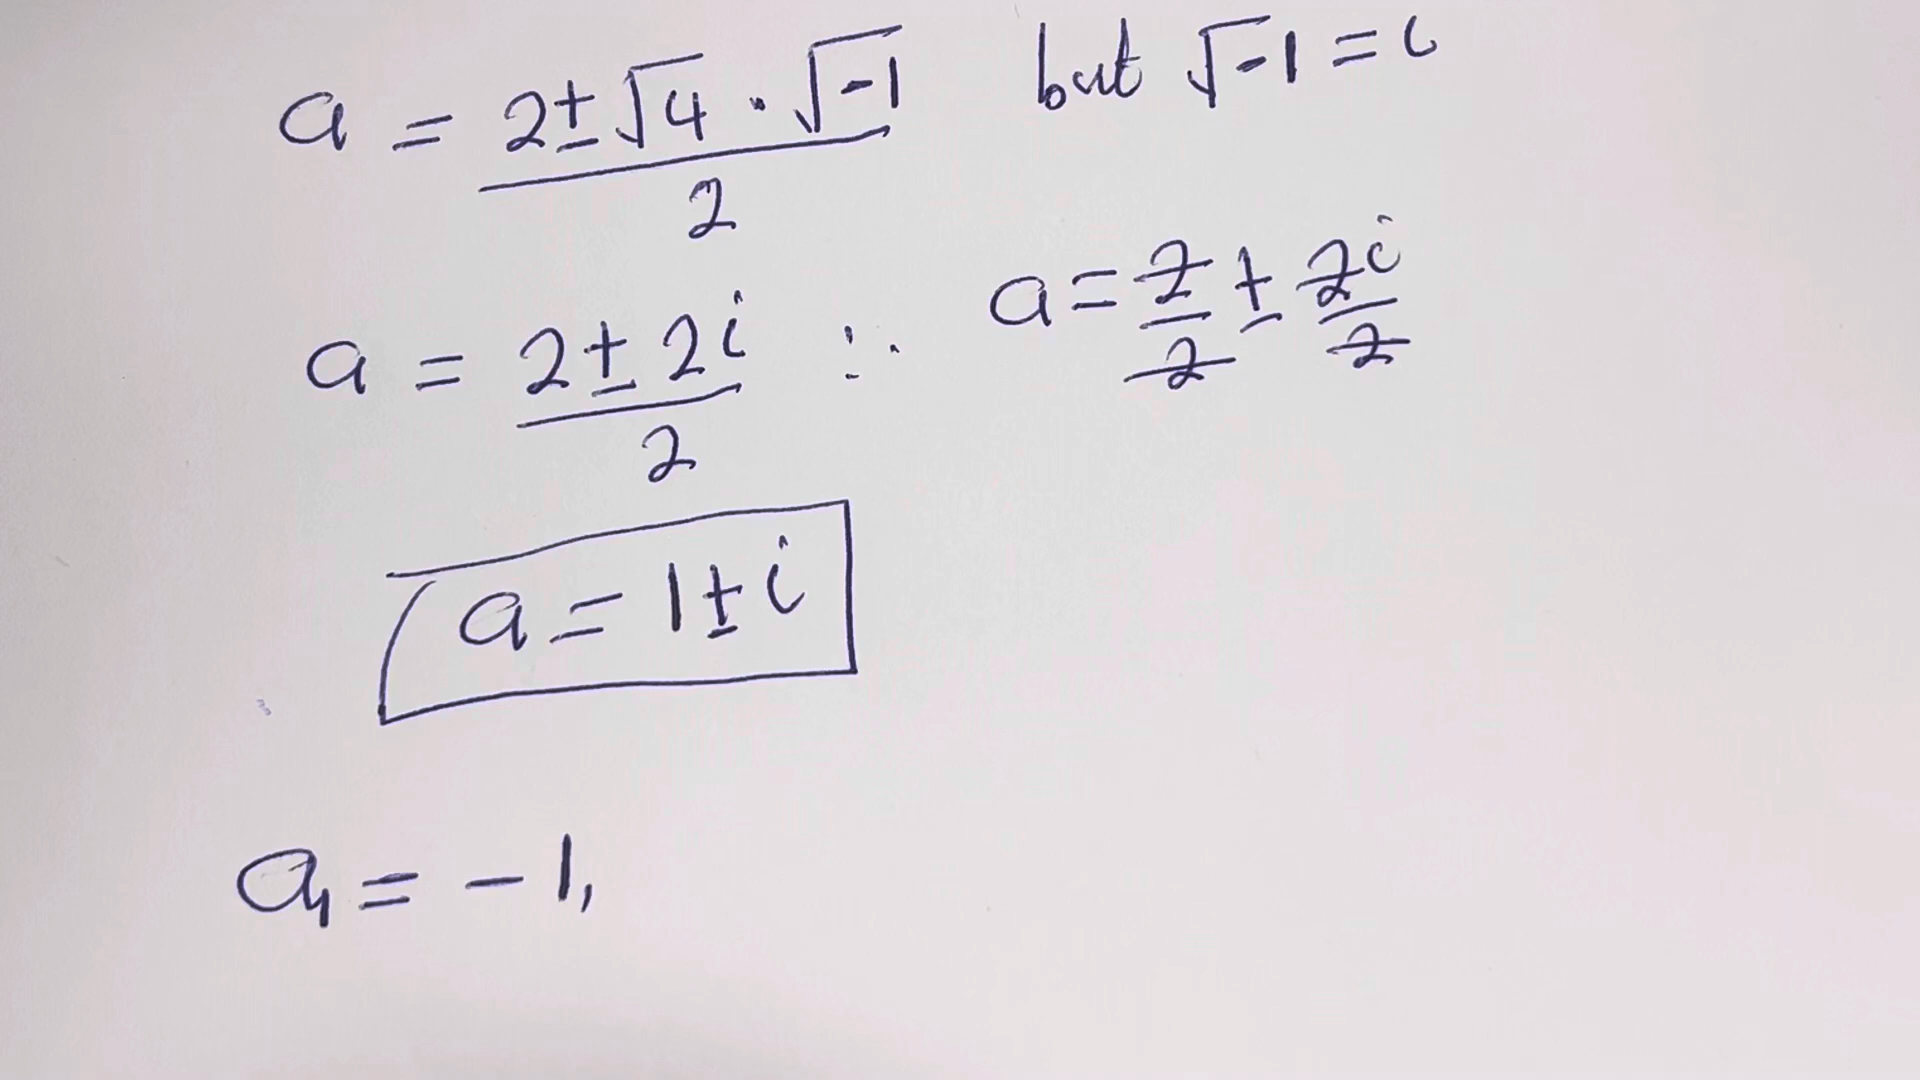 a = 2±√4 · √-1 / 2 but √-1 = i
a = 2±2i / 2 ∴ a = 2/2 ± 2i/2
a = 1±i
a₁ = -1,